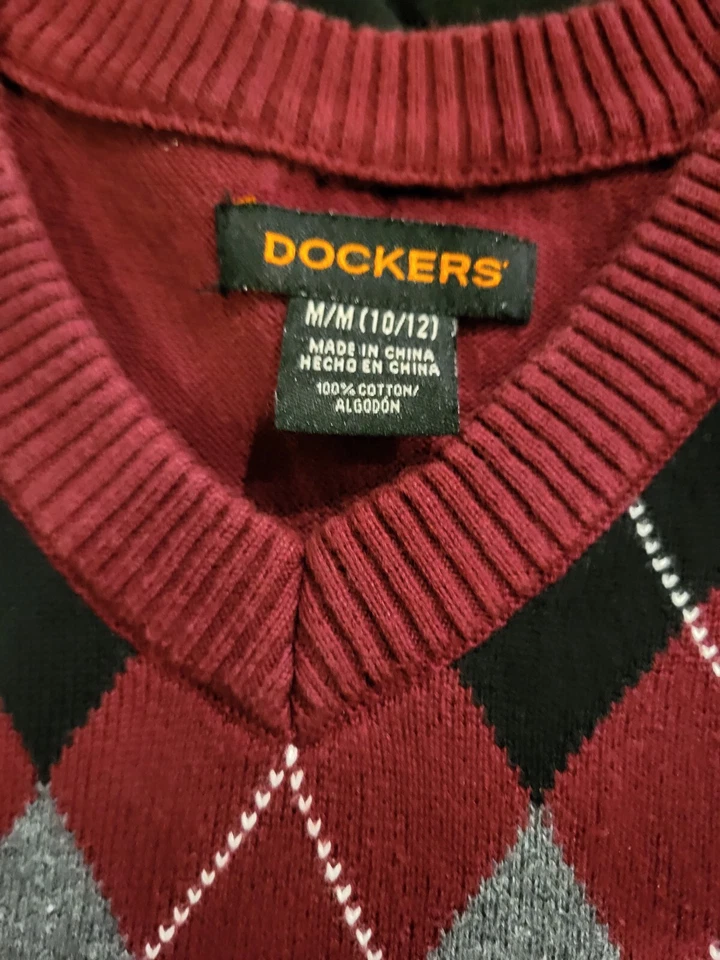 DOCKERS®
M/M (10/12)
MADE IN CHINA
HECHO EN CHINA
100% COTTON/
ALGODÓN